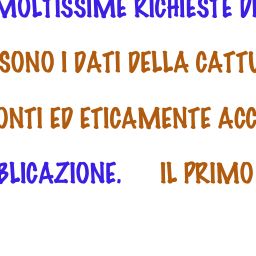 MOLTISSIME RICHIESTE DI
SONO I DATI DELLA CATTU
ONTI ED ETICAMENTE ACC
BLICAZIONE. IL PRIMO